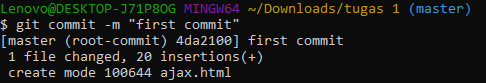 Lenovo@DESKTOP-J71P8OG MINGW64 ~/Downloads/tugas 1 (master)
$ git commit -m "first commit"
[master (root-commit) 4da2100] first commit
 1 file changed, 20 insertions(+)
 create mode 100644 ajax.html